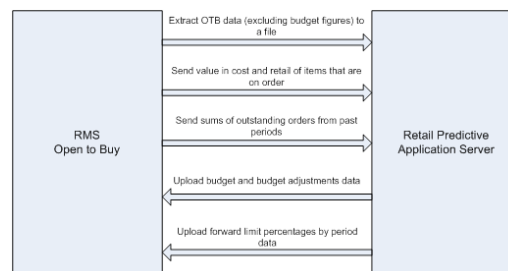 Extract OTB data (excluding budget figures) to
a file
Send value in cost and retail of items that are
on order
Send sums of outstanding orders from past
periods
RMS
Open to Buy
Retail Predictive
Application Server
Upload budget and budget adjustments data
Upload forward limit percentages by period
data